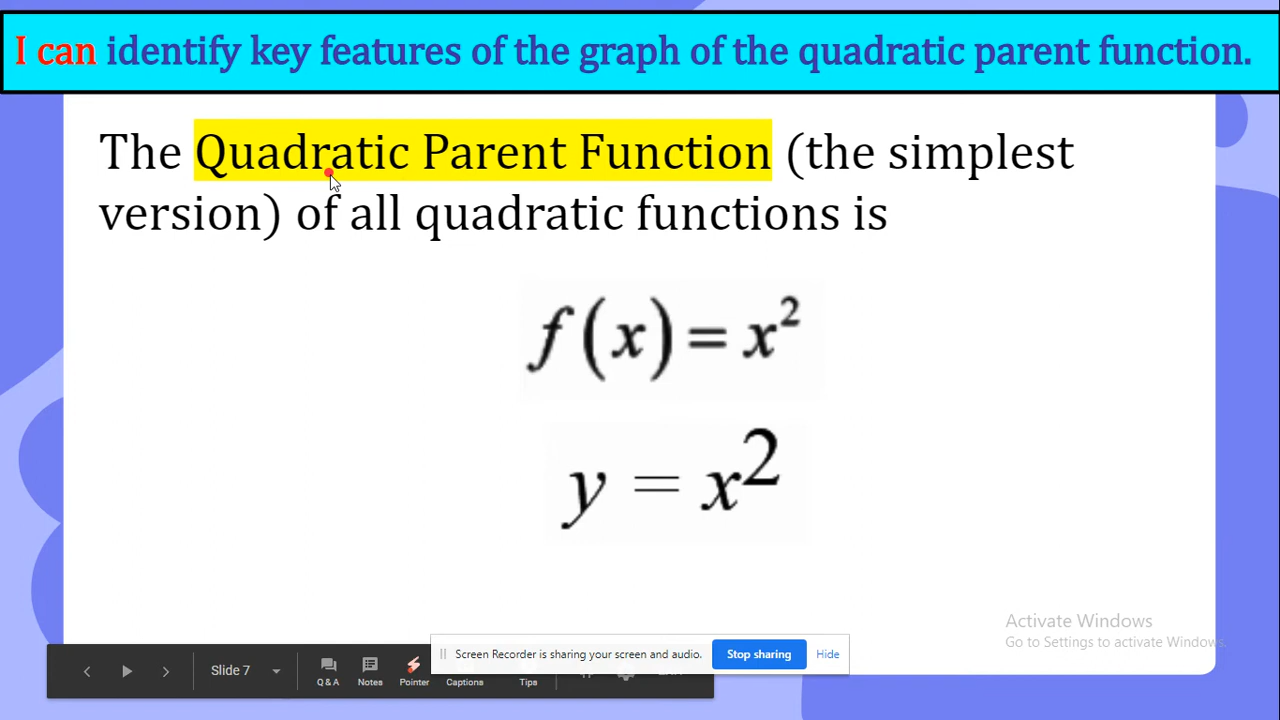 I can identify key features of the graph of the quadratic parent function.
The Quadratic Parent Function (the simplest
version) of all quadratic functions is
f(x) = x²
y = x²
Activate Windows
Go to Settings to activate Windows.
Screen Recorder is sharing your screen and audio.
Stop sharing
Hide
Slide 7
Q & A
Notes
Pointer
Captions
Tips